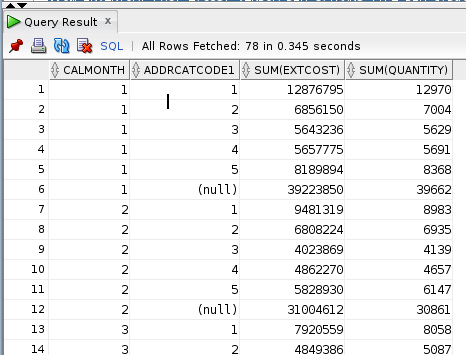 Query Result x
SQL | All Rows Fetched: 78 in 0.345 seconds
CALMONTH ADDRCATCODE1 SUM(EXTCOST) SUM(QUANTITY)
1 1 1 12876795 12970
2 1 2 6856150 7004
3 1 3 5643236 5629
4 1 4 5657775 5691
5 1 5 8189894 8368
6 1 (null) 39223850 39662
7 2 1 9481319 8983
8 2 2 6808224 6935
9 2 3 4023869 4139
10 2 4 4862270 4657
11 2 5 5828930 6147
12 2 (null) 31004612 30861
13 3 1 7920559 8058
14 3 2 4849386 5087